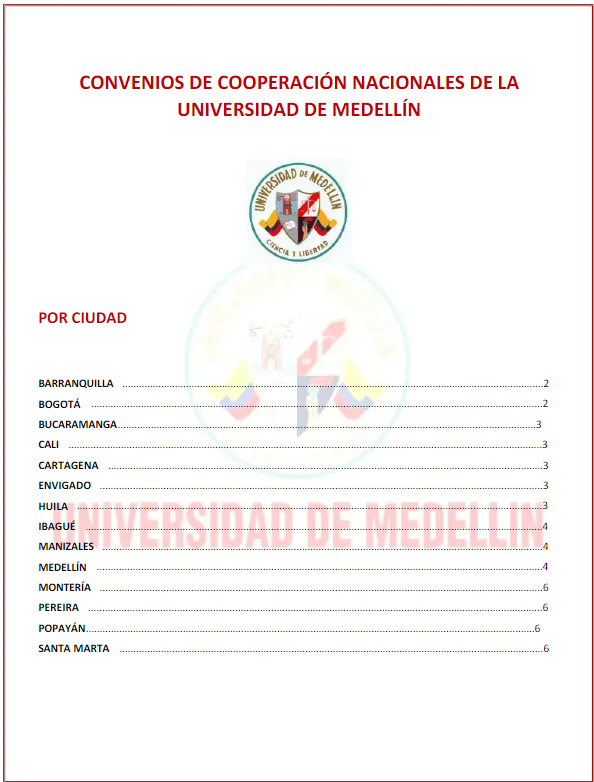 CONVENIOS DE COOPERACIÓN NACIONALES DE LA
UNIVERSIDAD DE MEDELLÍN
UNIVERSIDAD DE MEDELLIN
CIENCIA Y LIBERTAD
POR CIUDAD
BARRANQUILLA ........................................ 2
BOGOTÁ ........................................ 2
BUCARAMANGA ........................................ 3
CALI ........................................ 3
CARTAGENA ........................................ 3
ENVIGADO ........................................ 3
HUILA ........................................ 3
IBAGUÉ ........................................ 4
MANIZALES ........................................ 4
MEDELLÍN ........................................ 4
MONTERÍA ........................................ 6
PEREIRA ........................................ 6
POPAYÁN ........................................ 6
SANTA MARTA ........................................ 6
UNIVERSIDAD DE MEDELLIN